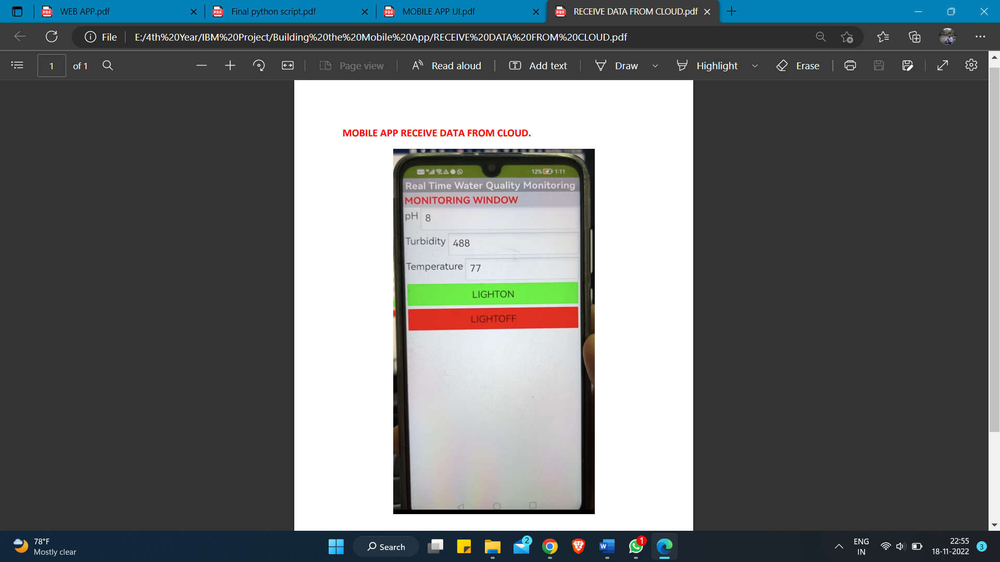 WEB APP.pdf
Final python script.pdf
MOBILE APP UI.pdf
RECEIVE DATA FROM CLOUD.pdf
File
E:/4th%20Year/IBM%20Project/Building%20the%20Mobile%20App/RECEIVE%20DATA%20FROM%20CLOUD.pdf
1 of 1
Page view
Read aloud
Add text
Draw
Highlight
Erase
MOBILE APP RECEIVE DATA FROM CLOUD.
12% 1:11
Real Time Water Quality Monitoring
MONITORING WINDOW
pH 8
Turbidity 488
Temperature 77
LIGHTON
LIGHTOFF
78°F
Mostly clear
Search
2
1
ENG
IN
22:55
18-11-2022
3